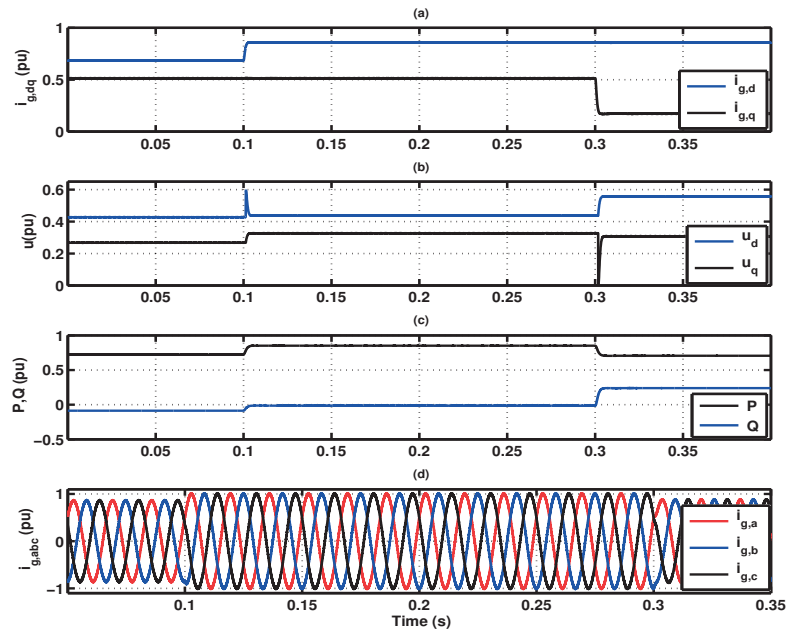 (a)
i_g,dq (pu)
1
0.5
0
0.05 0.1 0.15 0.2 0.25 0.3 0.35
i_g,d
i_g,q
(b)
u(pu)
0.6
0.4
0.2
0
0.05 0.1 0.15 0.2 0.25 0.3 0.35
u_d
u_q
(c)
P,Q (pu)
1
0.5
0
−0.5
0.05 0.1 0.15 0.2 0.25 0.3 0.35
P
Q
(d)
i_g,abc (pu)
1
0
−1
0.1 0.15 0.2 0.25 0.3 0.35
i_g,a
i_g,b
i_g,c
Time (s)